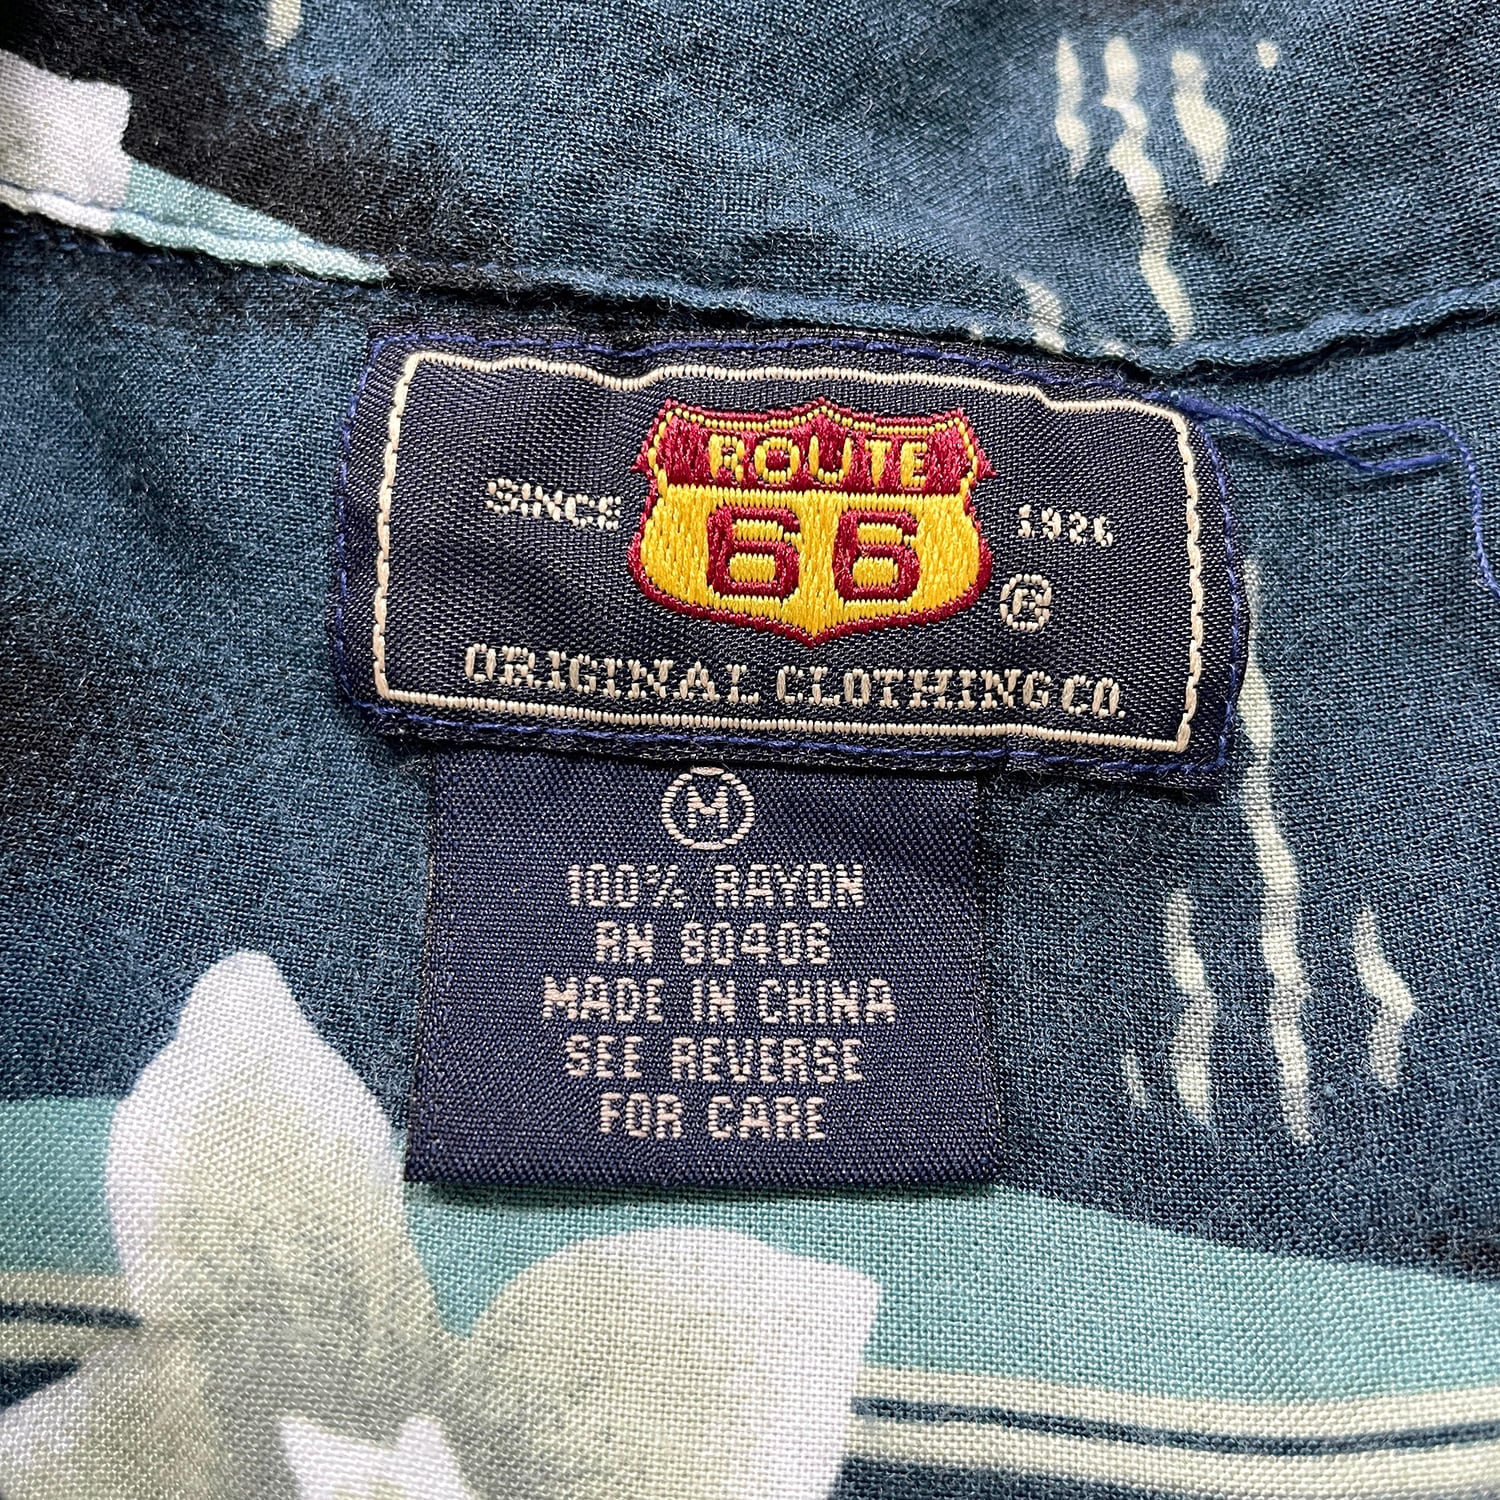 ROUTE
66
SINCE 1926
®
ORIGINAL CLOTHING CO.
M
100% RAYON
RN 80406
MADE IN CHINA
SEE REVERSE
FOR CARE